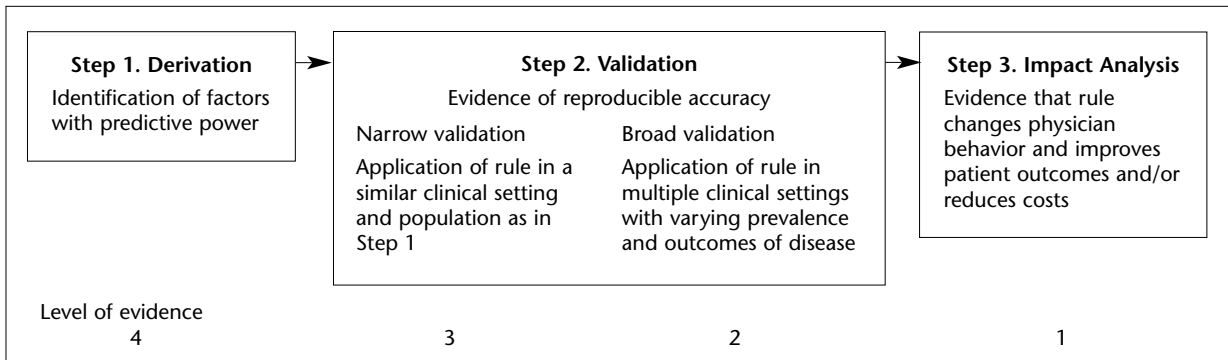 Step 1. Derivation
Identification of factors
with predictive power
Step 2. Validation
Evidence of reproducible accuracy
Narrow validation
Application of rule in a
similar clinical setting
and population as in
Step 1
Broad validation
Application of rule in
multiple clinical settings
with varying prevalence
and outcomes of disease
Step 3. Impact Analysis
Evidence that rule
changes physician
behavior and improves
patient outcomes and/or
reduces costs
Level of evidence
4 3 2 1